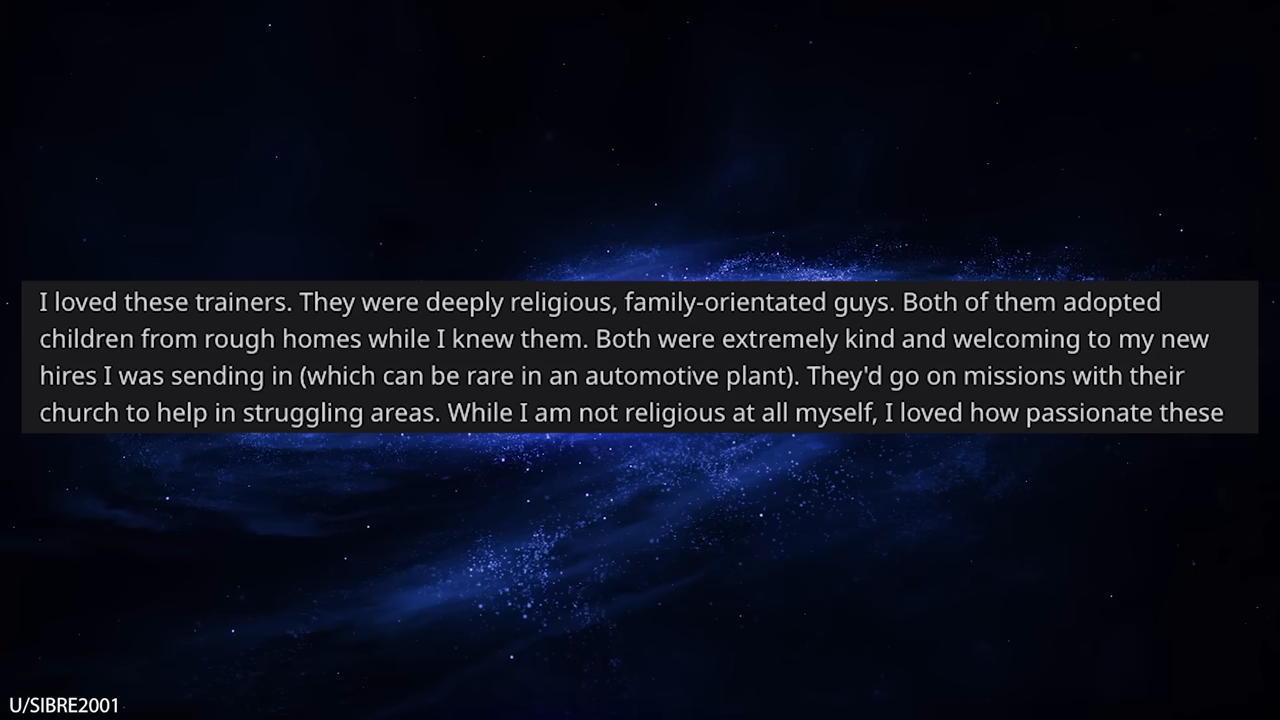 I loved these trainers. They were deeply religious, family-orientated guys. Both of them adopted
children from rough homes while I knew them. Both were extremely kind and welcoming to my new
hires I was sending in (which can be rare in an automotive plant). They'd go on missions with their
church to help in struggling areas. While I am not religious at all myself, I loved how passionate these
U/SIBRE2001